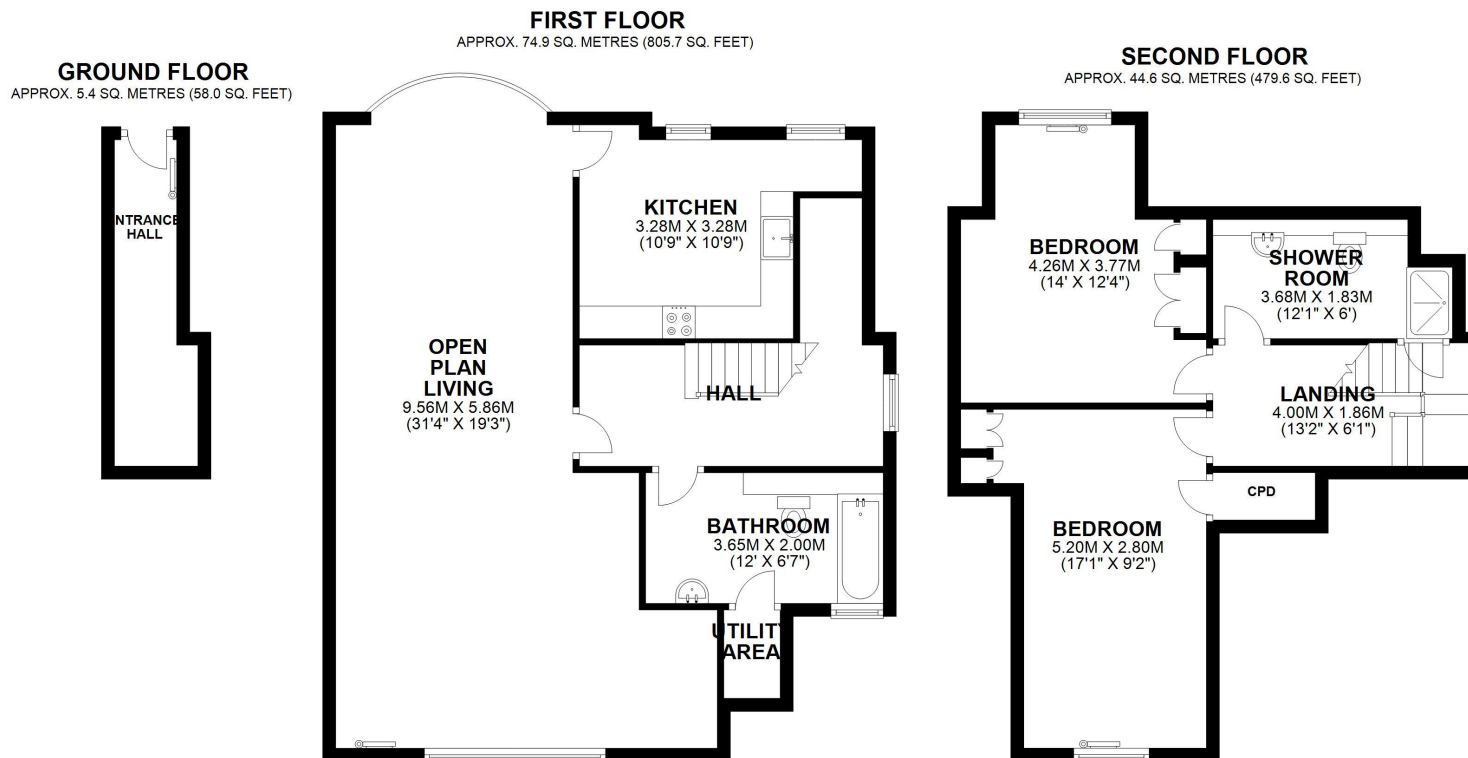 GROUND FLOOR
APPROX. 5.4 SQ. METRES (58.0 SQ. FEET)
NTRANCE
HALL
FIRST FLOOR
APPROX. 74.9 SQ. METRES (805.7 SQ. FEET)
KITCHEN
3.28M X 3.28M
(10'9" X 10'9")
OPEN
PLAN
LIVING
9.56M X 5.86M
(31'4" X 19'3")
HALL
BATHROOM
3.65M X 2.00M
(12' X 6'7")
UTILITY
AREA
SECOND FLOOR
APPROX. 44.6 SQ. METRES (479.6 SQ. FEET)
BEDROOM
4.26M X 3.77M
(14' X 12'4")
SHOWER
ROOM
3.68M X 1.83M
(12'1" X 6')
LANDING
4.00M X 1.86M
(13'2" X 6'1")
CPD
BEDROOM
5.20M X 2.80M
(17'1" X 9'2")